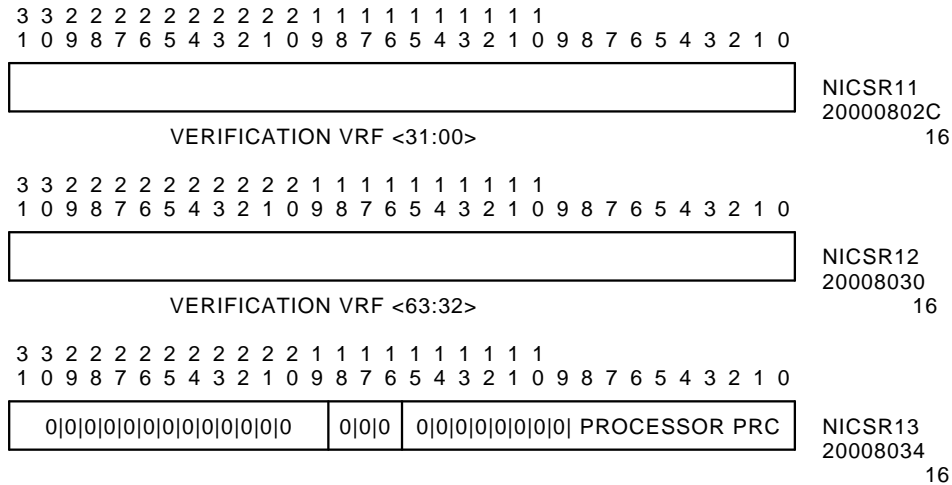 3 3 2 2 2 2 2 2 2 2 2 2 1 1 1 1 1 1 1 1 1 1
1 0 9 8 7 6 5 4 3 2 1 0 9 8 7 6 5 4 3 2 1 0 9 8 7 6 5 4 3 2 1 0
NICSR11
20000802C
16
VERIFICATION VRF <31:00>
3 3 2 2 2 2 2 2 2 2 2 2 1 1 1 1 1 1 1 1 1 1
1 0 9 8 7 6 5 4 3 2 1 0 9 8 7 6 5 4 3 2 1 0 9 8 7 6 5 4 3 2 1 0
NICSR12
20008030
16
VERIFICATION VRF <63:32>
3 3 2 2 2 2 2 2 2 2 2 2 1 1 1 1 1 1 1 1 1 1
1 0 9 8 7 6 5 4 3 2 1 0 9 8 7 6 5 4 3 2 1 0 9 8 7 6 5 4 3 2 1 0
0|0|0|0|0|0|0|0|0|0|0|0|0 0|0|0 0|0|0|0|0|0|0|0| PROCESSOR PRC
NICSR13
20008034
16